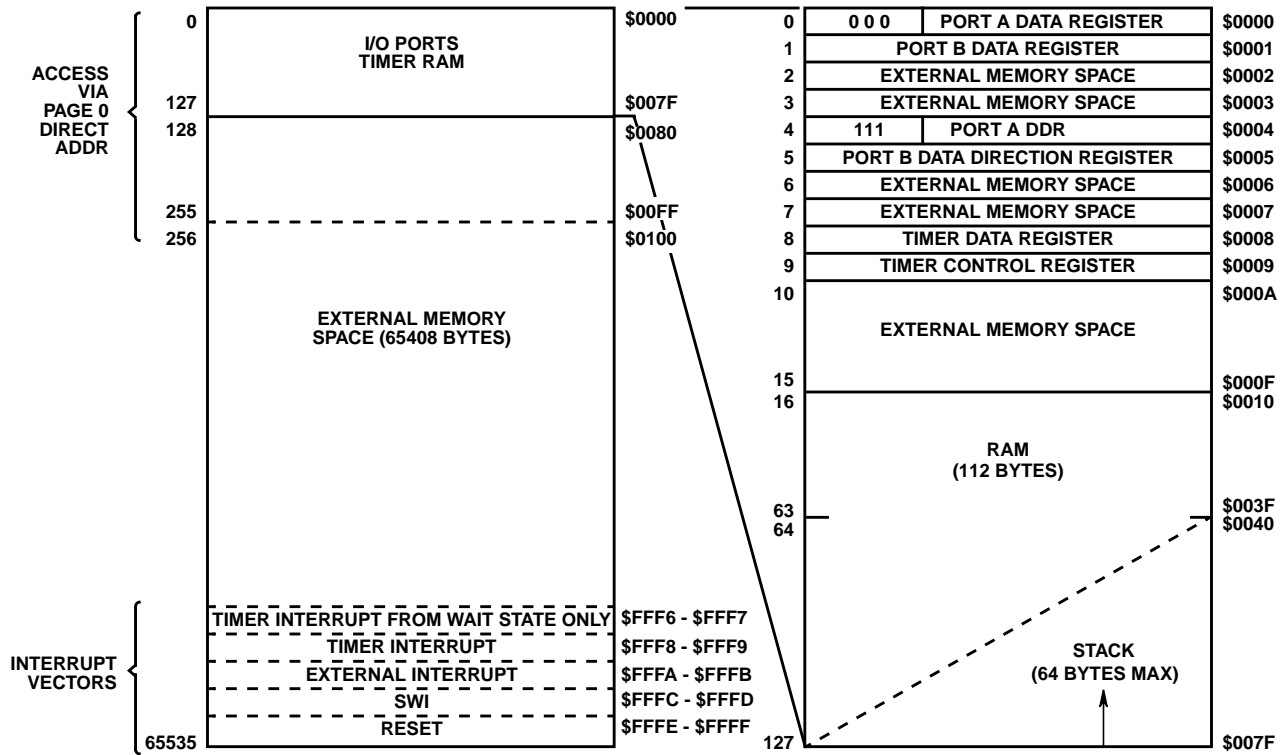 ACCESS
VIA
PAGE 0
DIRECT
ADDR
0
I/O PORTS
TIMER RAM
$0000
127
$007F
128
$0080
255
$00FF
256
$0100
EXTERNAL MEMORY
SPACE (65408 BYTES)
INTERRUPT
VECTORS
TIMER INTERRUPT FROM WAIT STATE ONLY $FFF6 - $FFF7
TIMER INTERRUPT $FFF8 - $FFF9
EXTERNAL INTERRUPT $FFFA - $FFFB
SWI $FFFC - $FFFD
RESET $FFFE - $FFFF
65535
0 0 0 0 PORT A DATA REGISTER $0000
1 PORT B DATA REGISTER $0001
2 EXTERNAL MEMORY SPACE $0002
3 EXTERNAL MEMORY SPACE $0003
4 111 PORT A DDR $0004
5 PORT B DATA DIRECTION REGISTER $0005
6 EXTERNAL MEMORY SPACE $0006
7 EXTERNAL MEMORY SPACE $0007
8 TIMER DATA REGISTER $0008
9 TIMER CONTROL REGISTER $0009
10 $000A
EXTERNAL MEMORY SPACE
15 $000F
16 $0010
RAM
(112 BYTES)
63 $003F
64 $0040
STACK
(64 BYTES MAX)
127 $007F